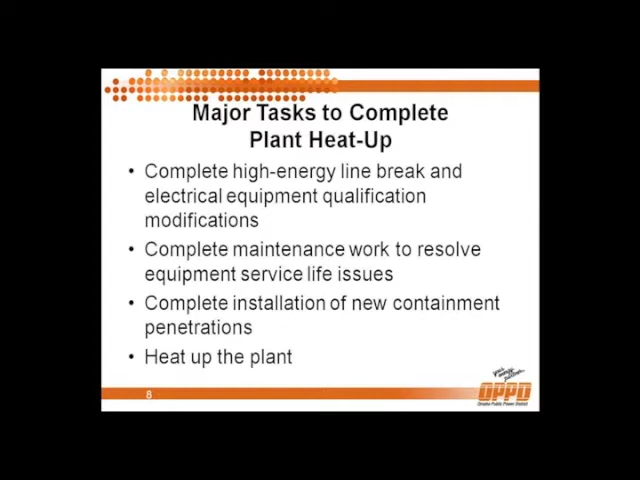 Major Tasks to Complete
Plant Heat-Up
• Complete high-energy line break and
electrical equipment qualification
modifications
• Complete maintenance work to resolve
equipment service life issues
• Complete installation of new containment
penetrations
• Heat up the plant
8
OPPD
Omaha Public Power District